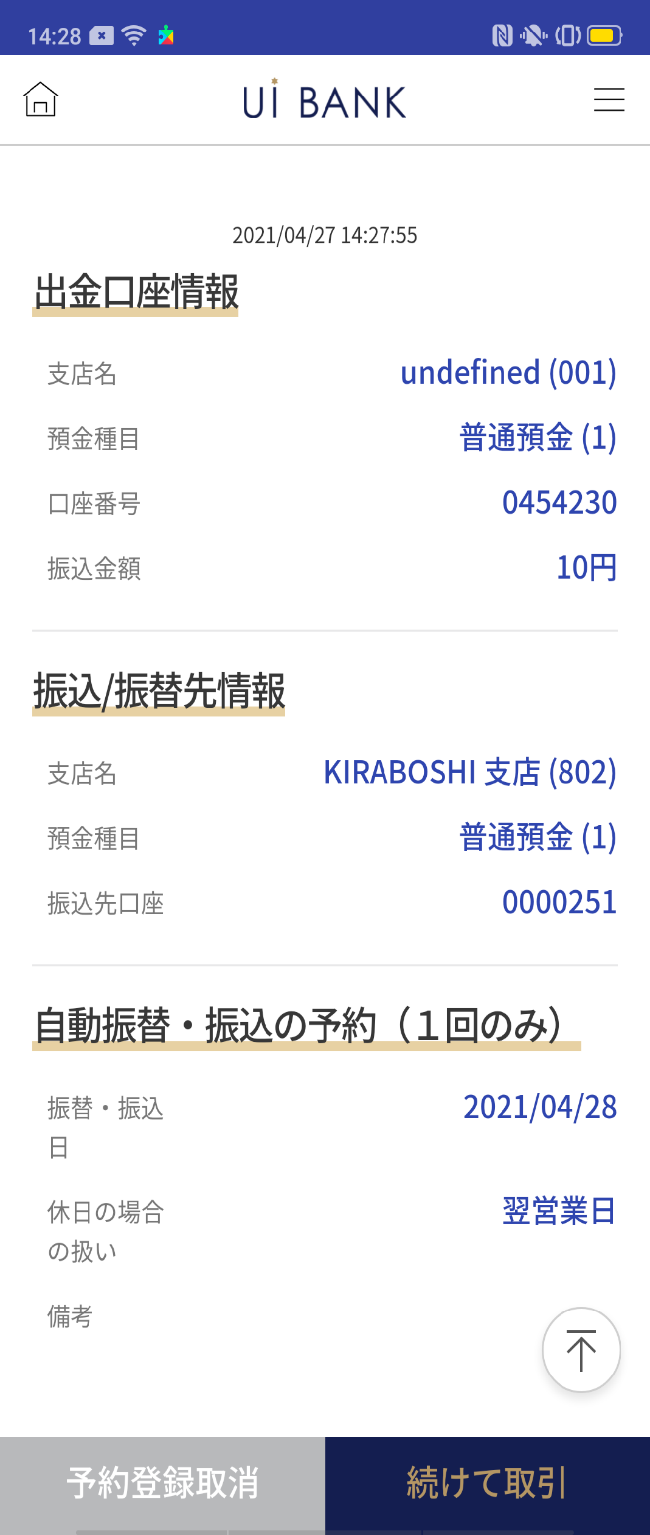 14:28
UI BANK
2021/04/27 14:27:55
出金口座情報
支店名 undefined (001)
預金種目 普通預金 (1)
口座番号 0454230
振込金額 10円
振込/振替先情報
支店名 KIRABOSHI 支店 (802)
預金種目 普通預金 (1)
振込先口座 0000251
自動振替・振込の予約（１回のみ）
振替・振込 2021/04/28
日
休日の場合 翌営業日
の扱い
備考
予約登録取消 続けて取引